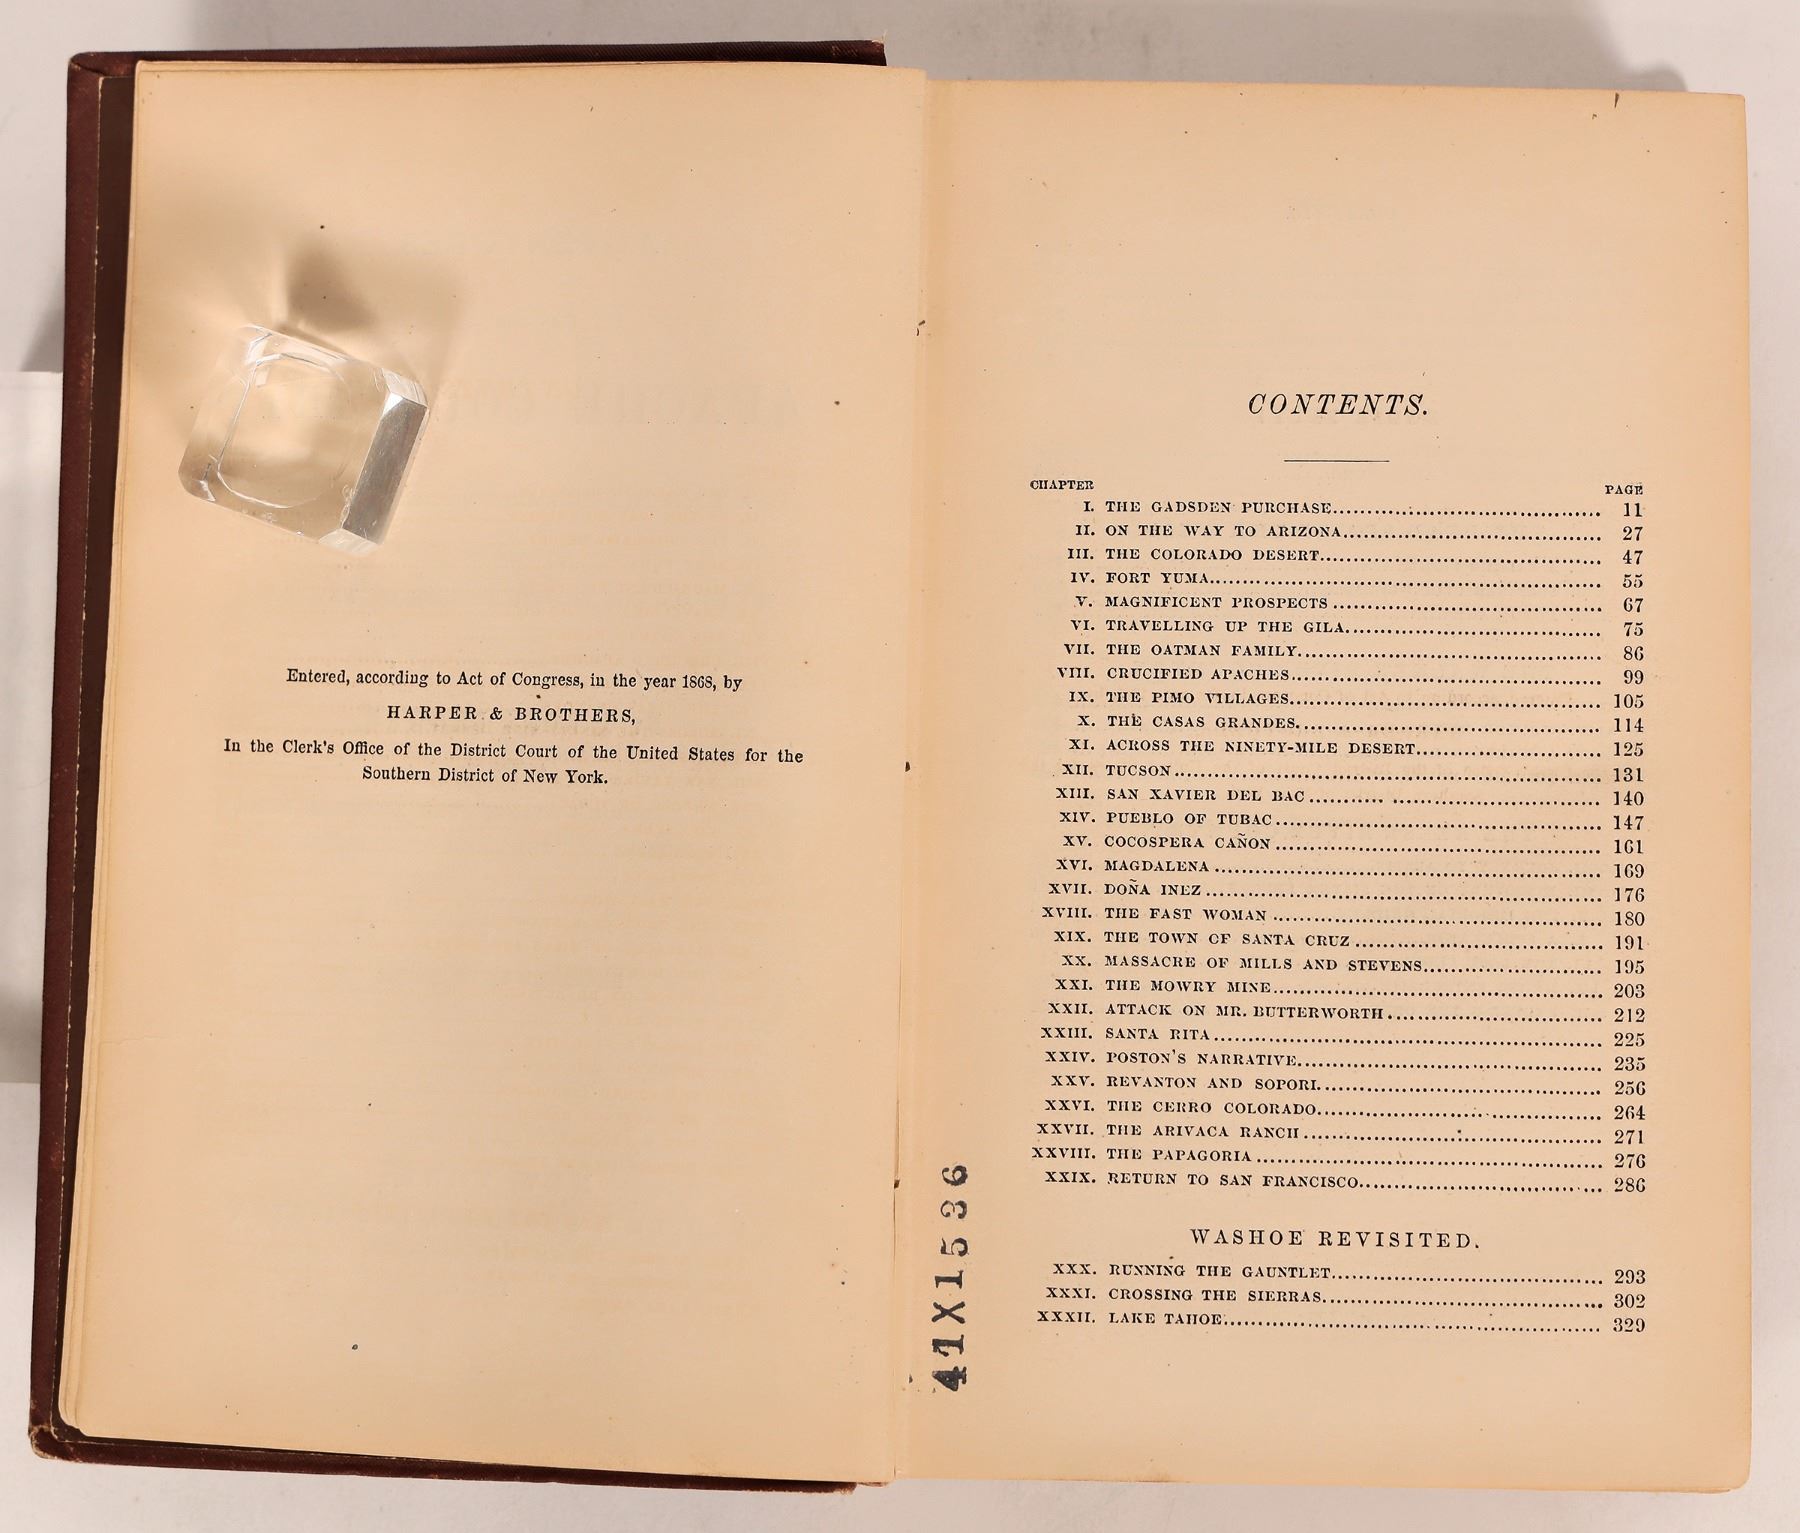 Entered, according to Act of Congress, in the year 1868, by
HARPER & BROTHERS,
In the Clerk's Office of the District Court of the United States for the
Southern District of New York.
CONTENTS.
CHAPTER PAGE
I. THE GADSDEN PURCHASE........................................ 11
II. ON THE WAY TO ARIZONA...................................... 27
III. THE COLORADO DESERT........................................ 47
IV. FORT YUMA........................................................ 55
V. MAGNIFICENT PROSPECTS ...................................... 67
VI. TRAVELLING UP THE GILA..................................... 75
VII. THE OATMAN FAMILY........................................... 86
VIII. CRUCIFIED APACHES............................................ 99
IX. THE PIMO VILLAGES............................................. 105
X. THE CASAS GRANDES............................................ 114
XI. ACROSS THE NINETY-MILE DESERT........................... 125
XII. TUCSON............................................................. 131
XIII. SAN XAVIER DEL BAC ........................................ 140
XIV. PUEBLO OF TUBAC .............................................. 147
XV. COCOSPERA CAÑON .............................................. 161
XVI. MAGDALENA ...................................................... 169
XVII. DOÑA INEZ ........................................................ 176
XVIII. THE FAST WOMAN ............................................... 180
XIX. THE TOWN OF SANTA CRUZ .................................... 191
XX. MASSACRE OF MILLS AND STEVENS.......................... 195
XXI. THE MOWRY MINE................................................ 203
XXII. ATTACK ON MR. BUTTERWORTH ............................... 212
XXIII. SANTA RITA ....................................................... 225
XXIV. POSTON'S NARRATIVE............................................ 235
XXV. REVANTON AND SOPORI......................................... 256
XXVI. THE CERRO COLORADO......................................... 264
XXVII. THE ARIVACA RANCH ........................................... 271
XXVIII. THE PAPAGORIA .................................................. 276
XXIX. RETURN TO SAN FRANCISCO................................... 286
WASHOE REVISITED.
XXX. RUNNING THE GAUNTLET....................................... 293
XXXI. CROSSING THE SIERRAS......................................... 302
XXXII. LAKE TAHOE....................................................... 329
41X1536